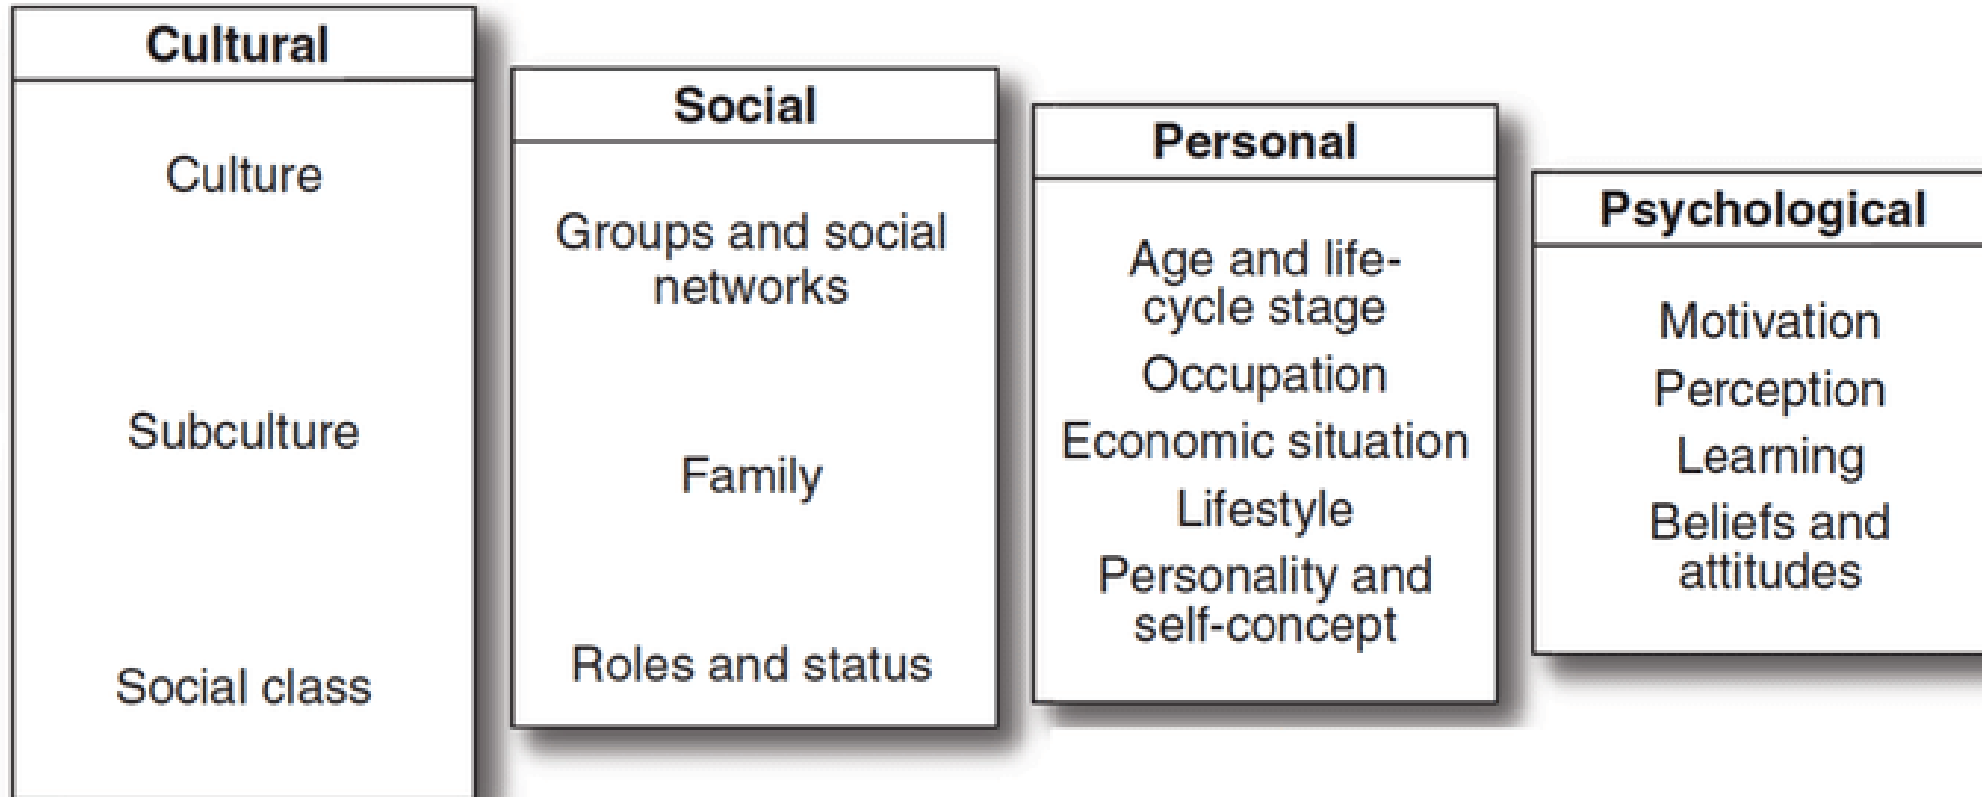 Cultural
Culture
Subculture
Social class
Social
Groups and social
networks
Family
Roles and status
Personal
Age and life-
cycle stage
Occupation
Economic situation
Lifestyle
Personality and
self-concept
Psychological
Motivation
Perception
Learning
Beliefs and
attitudes